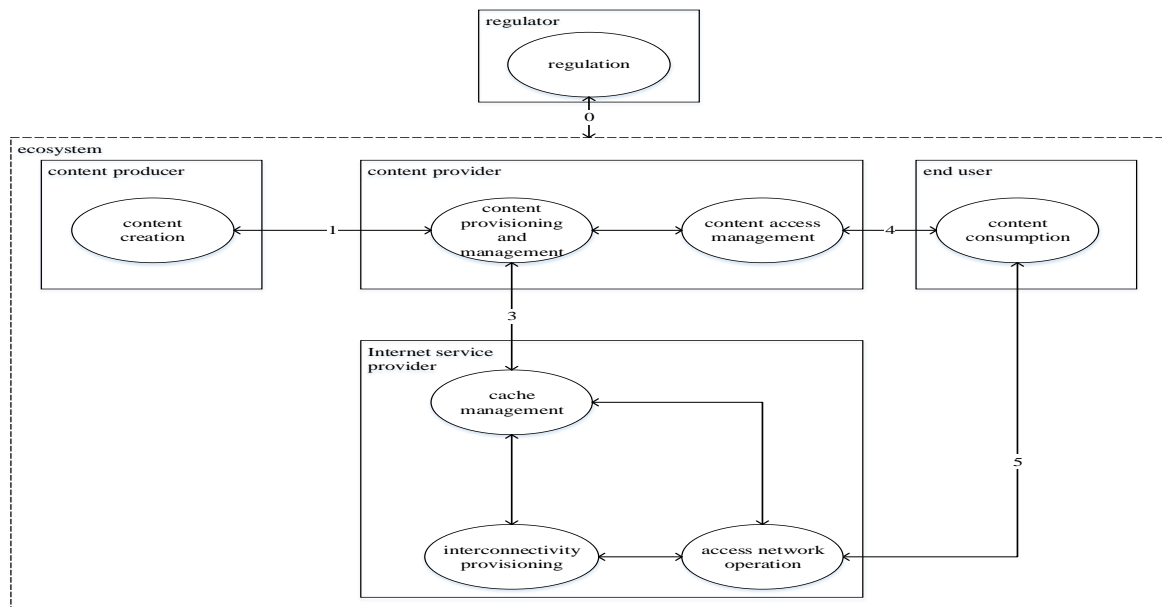 regulator
regulation
0
ecosystem
content producer
content
creation
1
content provider
content
provisioning
and
management
content access
management
4
end user
content
consumption
3
Internet service
provider
cache
management
5
interconnectivity
provisioning
access network
operation